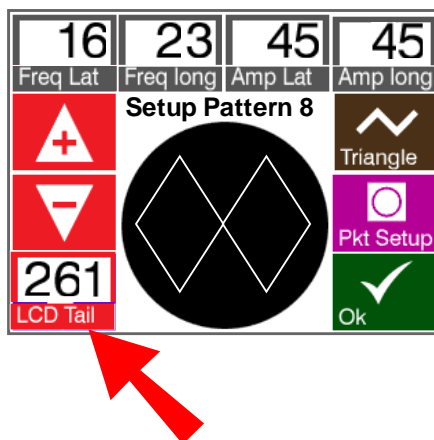 16 23 45 45
Freq Lat Freq long Amp Lat Amp long
Setup Pattern 8
+
Triangle
−
Pkt Setup
261
LCD Tail
Ok